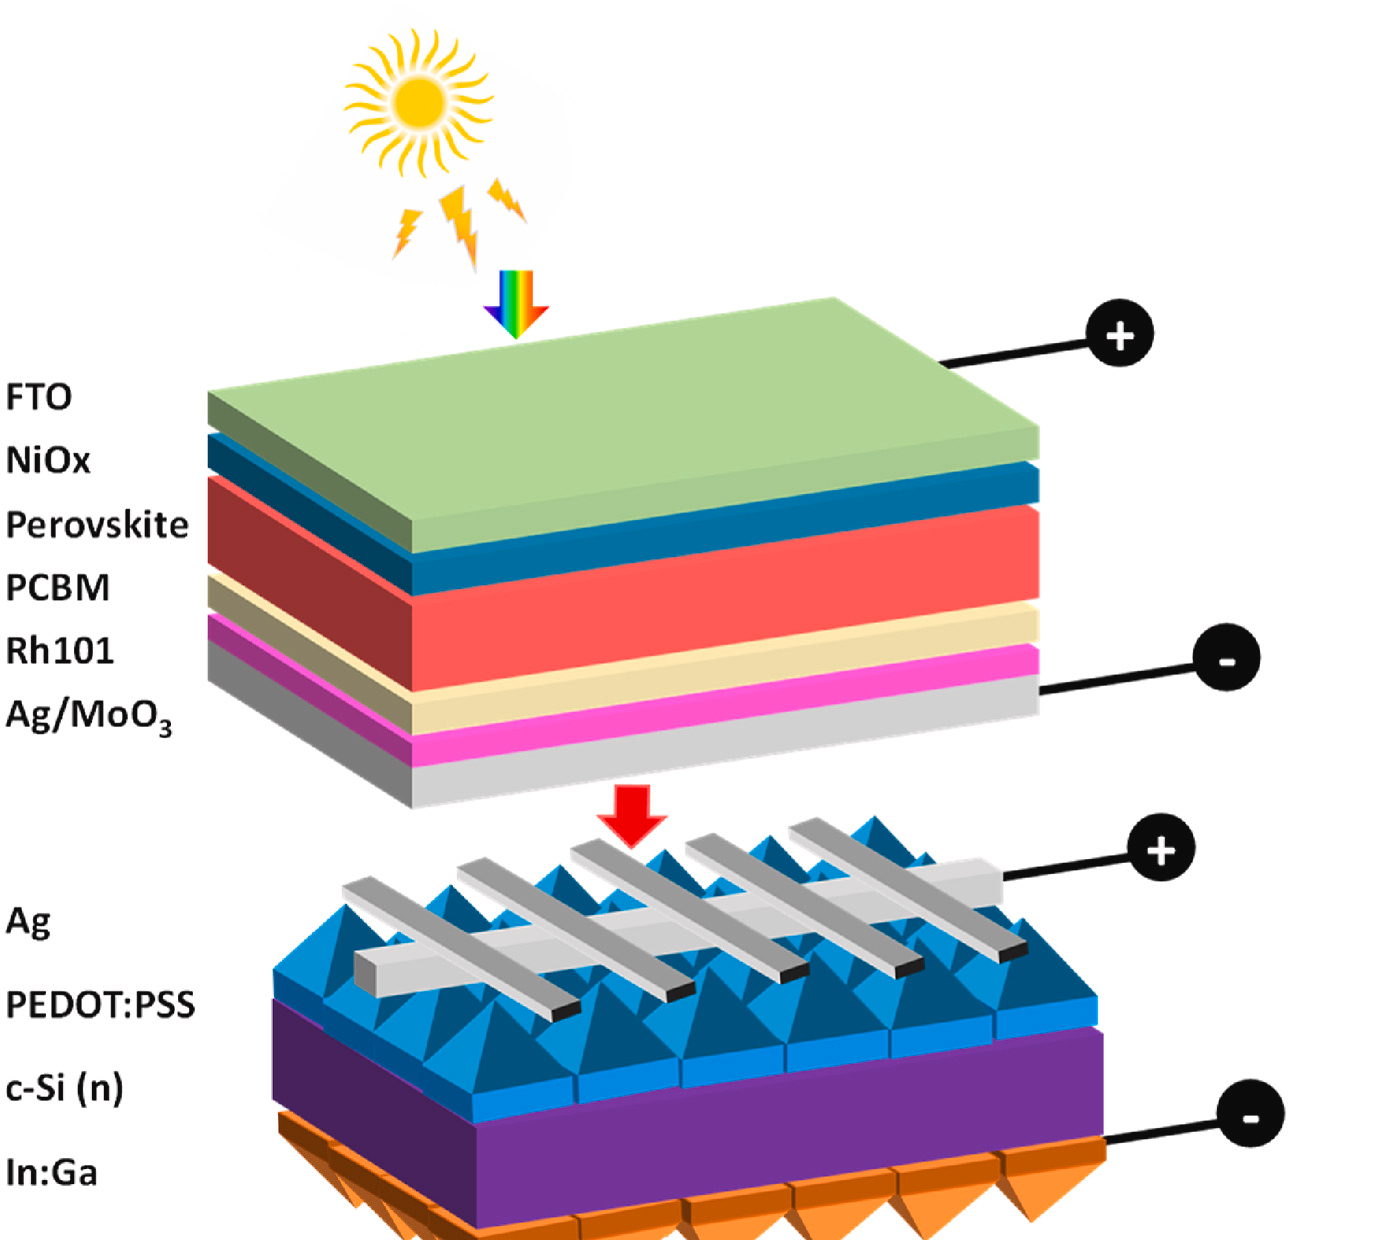 +
FTO
NiOx
Perovskite
PCBM
Rh101
-
Ag/MoO₃
+
Ag
PEDOT:PSS
c-Si (n)
-
In:Ga